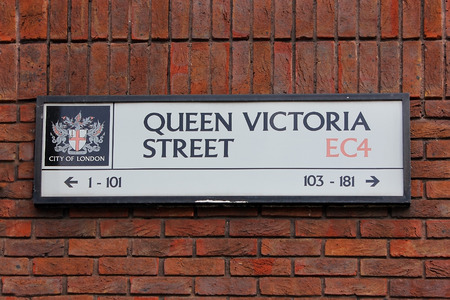 QUEEN VICTORIA
STREET EC4
CITY OF LONDON
← 1 - 101 103 - 181 →